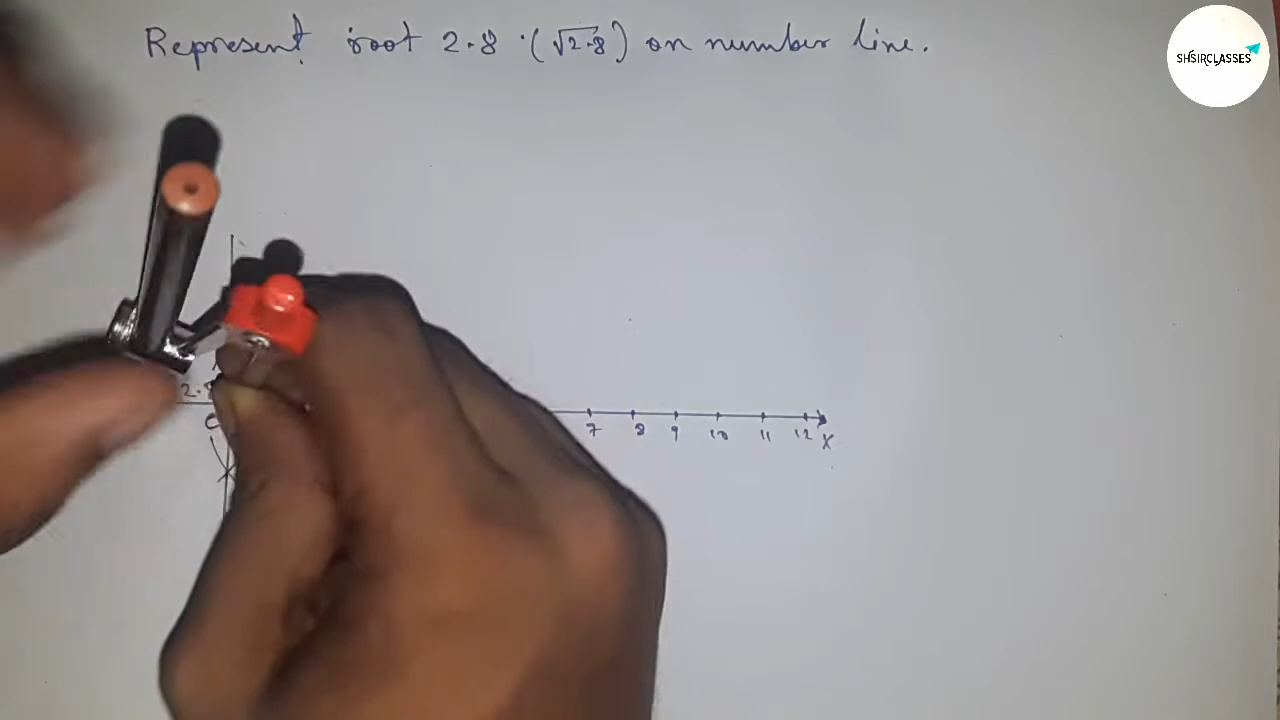 Represent root 2.8 (√2.8) on number line.
SHSIRCLASSES
2.8
7 8 9 10 11 12 X